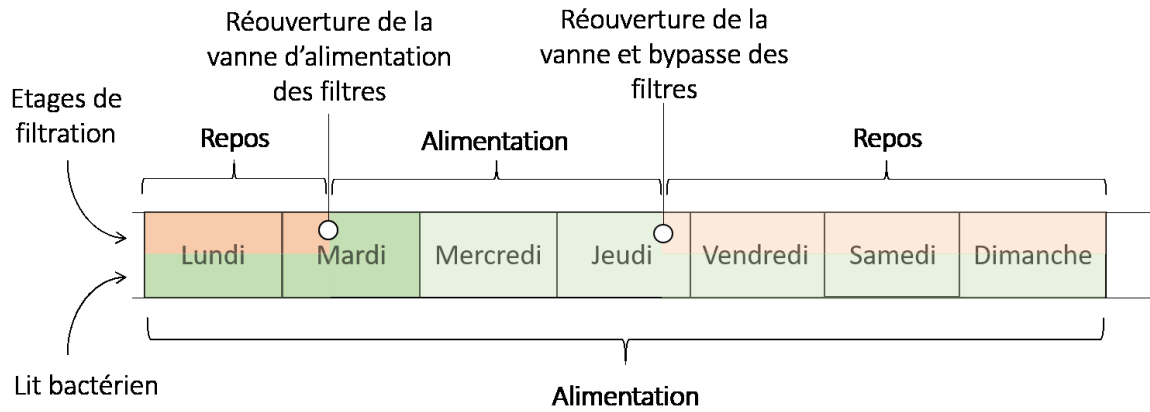 Réouverture de la
vanne d'alimentation
des filtres
Réouverture de la
vanne et bypasse des
filtres
Etages de
filtration
Repos
Alimentation
Repos
Lundi
Mardi
Mercredi
Jeudi
Vendredi
Samedi
Dimanche
Lit bactérien
Alimentation